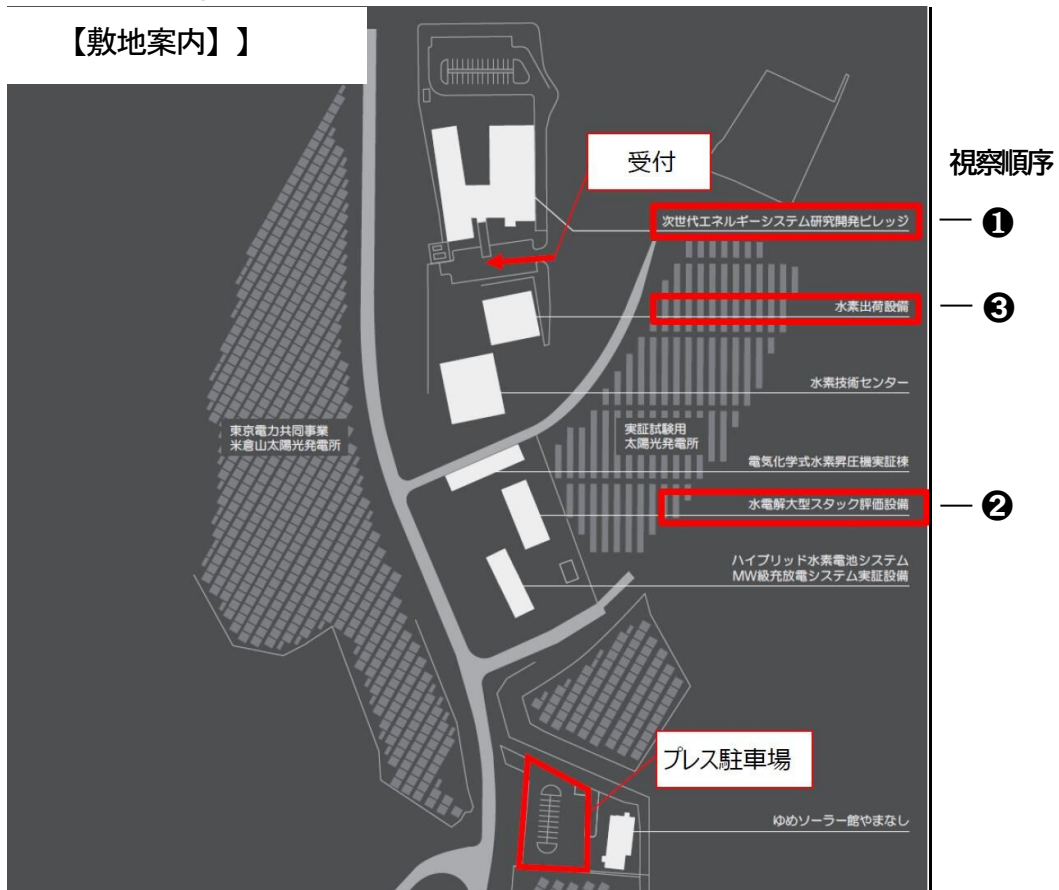 【敷地案内】】
受付
視察順序
次世代エネルギーシステム研究開発ビレッジ
― ❶
水素出荷設備
― ❸
水素技術センター
東京電力共同事業
米倉山太陽光発電所
実証試験用
太陽光発電所
電気化学式水素昇圧機実証棟
水電解大型スタック評価設備
― ❷
ハイブリッド水素電池システム
MW級充放電システム実証設備
プレス駐車場
ゆめソーラー館やまなし